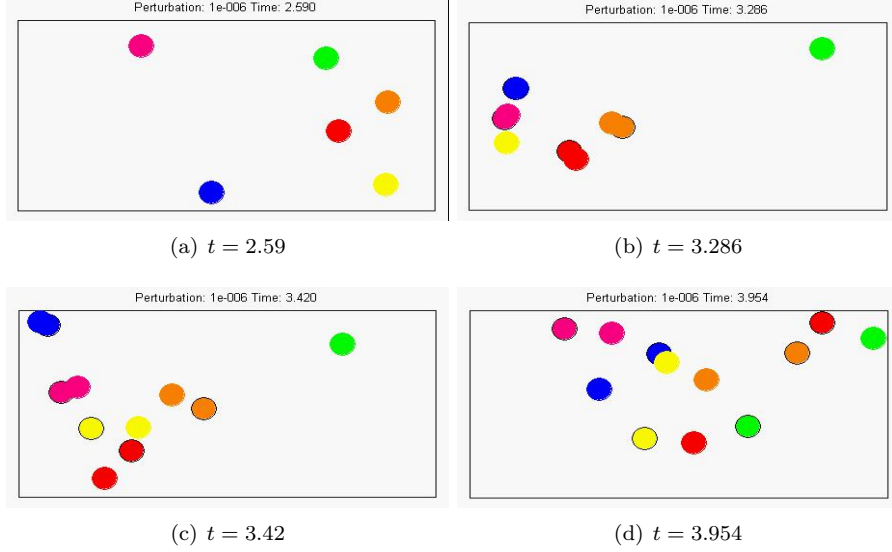 Perturbation: 1e-006 Time: 2.590
Perturbation: 1e-006 Time: 3.286
(a) t = 2.59
(b) t = 3.286
Perturbation: 1e-006 Time: 3.420
Perturbation: 1e-006 Time: 3.954
(c) t = 3.42
(d) t = 3.954